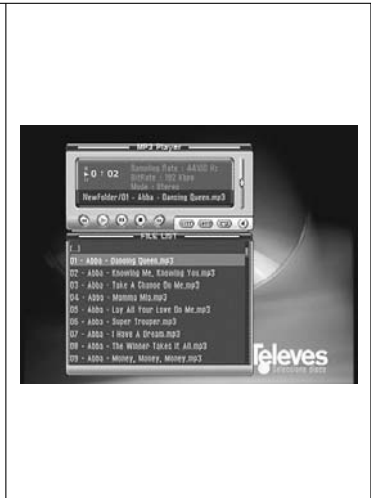 MP3 Player
0 : 02
Sampling Rate : 44100 Hz
BitRate : 192 Kbps
Mode : Stereo
NewFolder/01 - Abba - Dancing Queen.mp3
FILE LIST
[..]
01 - Abba - Dancing Queen.mp3
02 - Abba - Knowing Me, Knowing You.mp3
03 - Abba - Take A Chance On Me.mp3
04 - Abba - Mamma Mia.mp3
05 - Abba - Lay All Your Love On Me.mp3
06 - Abba - Super Trouper.mp3
07 - Abba - I Have A Dream.mp3
08 - Abba - The Winner Takes It All.mp3
09 - Abba - Money, Money, Money.mp3
Televes